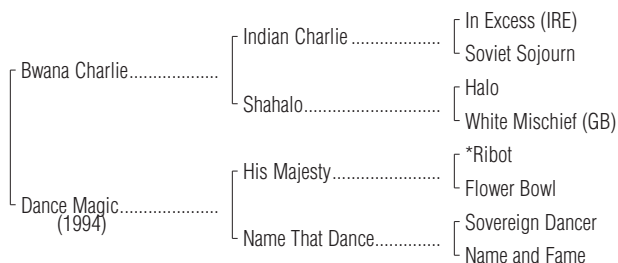 In Excess (IRE)
Indian Charlie...................
Soviet Sojourn
Bwana Charlie...................
Halo
Shahalo.............................
White Mischief (GB)
*Ribot
His Majesty.......................
Flower Bowl
Dance Magic.....................
(1994)
Sovereign Dancer
Name That Dance..............
Name and Fame